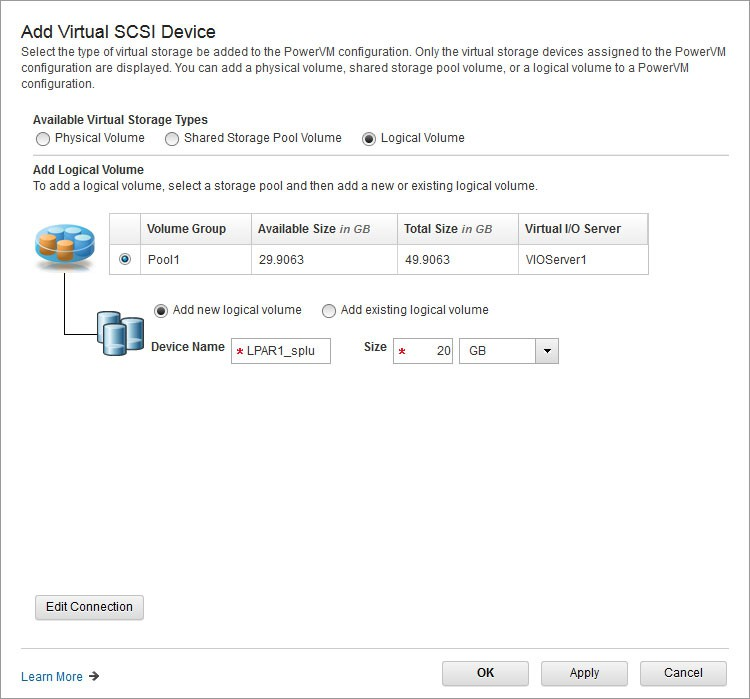 Add Virtual SCSI Device
Select the type of virtual storage be added to the PowerVM configuration. Only the virtual storage devices assigned to the PowerVM
configuration are displayed. You can add a physical volume, shared storage pool volume, or a logical volume to a PowerVM
configuration.
Available Virtual Storage Types
Physical Volume Shared Storage Pool Volume Logical Volume
Add Logical Volume
To add a logical volume, select a storage pool and then add a new or existing logical volume.
Volume Group Available Size in GB Total Size in GB Virtual I/O Server
Pool1 29.9063 49.9063 VIOServer1
Add new logical volume Add existing logical volume
Device Name * LPAR1_splu Size * 20 GB
Edit Connection
Learn More OK Apply Cancel